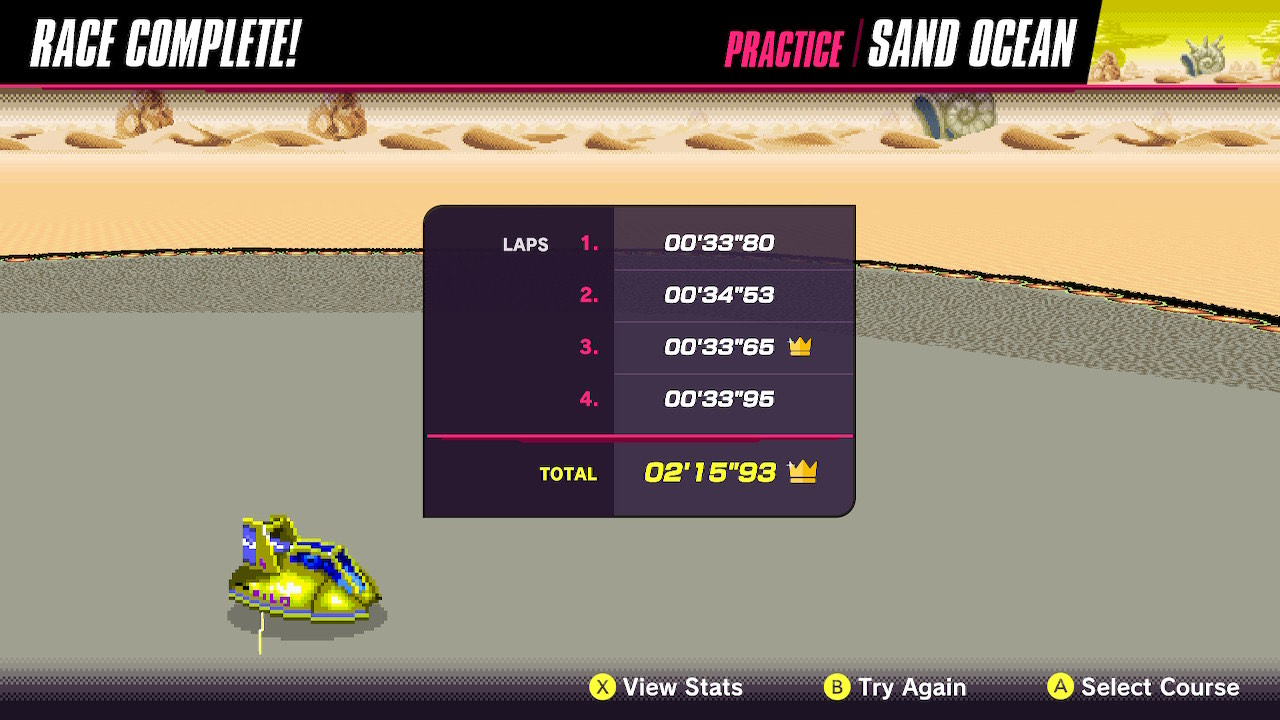 RACE COMPLETE!
PRACTICE SAND OCEAN
LAPS 1. 00'33"80
2. 00'34"53
3. 00'33"65
4. 00'33"95
TOTAL 02'15"93
X View Stats B Try Again A Select Course